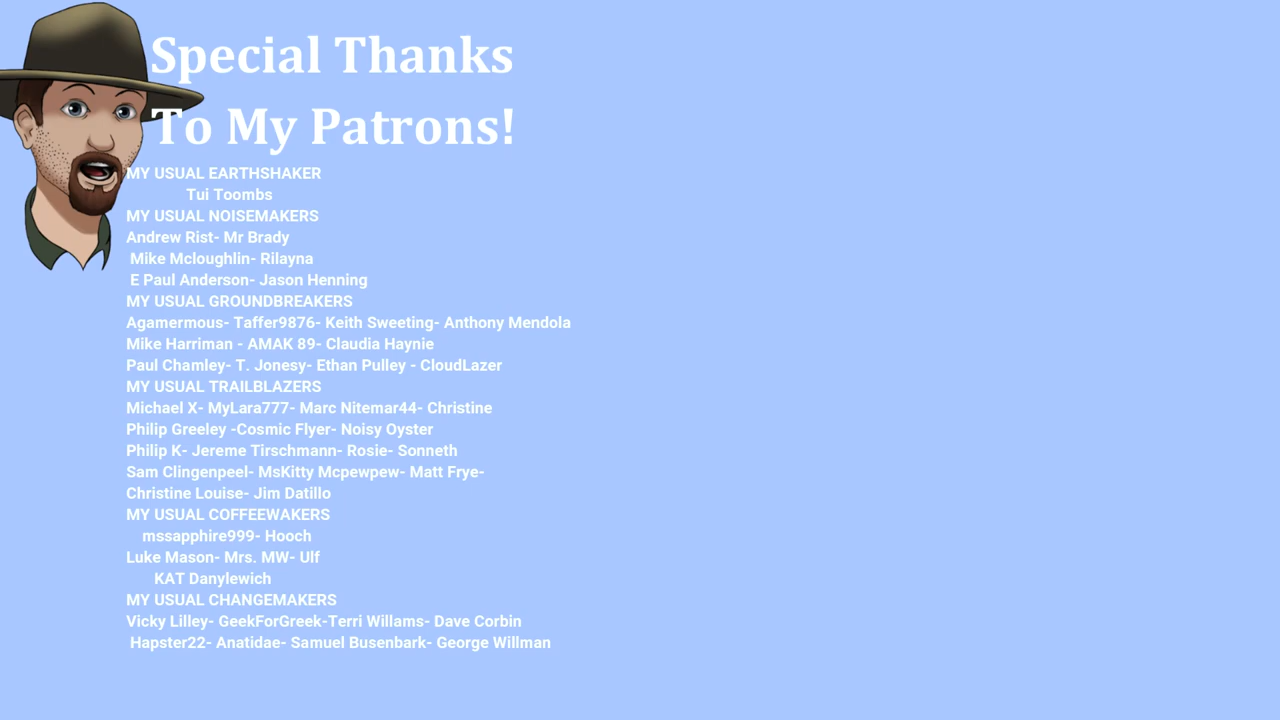 Special Thanks
To My Patrons!
MY USUAL EARTHSHAKER
Tui Toombs
MY USUAL NOISEMAKERS
Andrew Rist- Mr Brady
Mike Mcloughlin- Rilayna
E Paul Anderson- Jason Henning
MY USUAL GROUNDBREAKERS
Agamermous- Taffer9876- Keith Sweeting- Anthony Mendola
Mike Harriman - AMAK 89- Claudia Haynie
Paul Chamley- T. Jonesy- Ethan Pulley - CloudLazer
MY USUAL TRAILBLAZERS
Michael X- MyLara777- Marc Nitemar44- Christine
Philip Greeley -Cosmic Flyer- Noisy Oyster
Philip K- Jereme Tirschmann- Rosie- Sonneth
Sam Clingenpeel- MsKitty Mcpewpew- Matt Frye-
Christine Louise- Jim Datillo
MY USUAL COFFEEWAKERS
mssapphire999- Hooch
Luke Mason- Mrs. MW- Ulf
KAT Danylewich
MY USUAL CHANGEMAKERS
Vicky Lilley- GeekForGreek-Terri Willams- Dave Corbin
Hapster22- Anatidae- Samuel Busenbark- George Willman